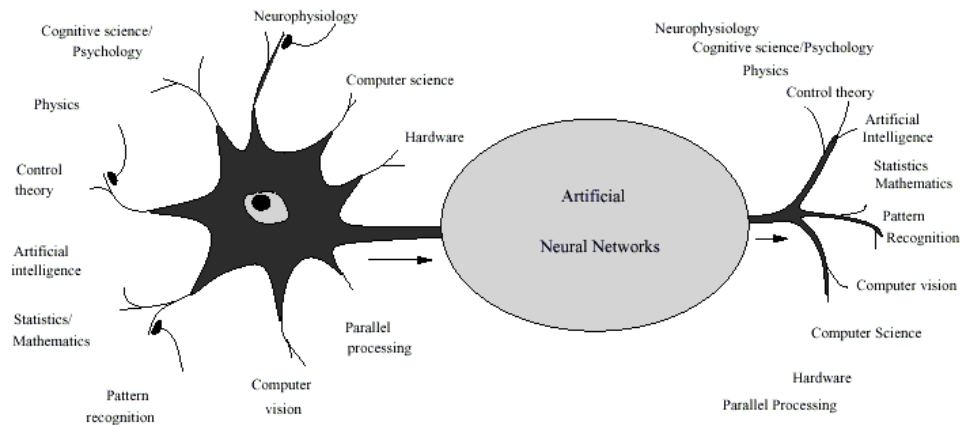 Neurophysiology
Cognitive science/
Psychology
Computer science
Physics
Hardware
Control
theory
Artificial
intelligence
Statistics/
Mathematics
Parallel
processing
Computer
vision
Pattern
recognition
Artificial
Neural Networks
Neurophysiology
Cognitive science/Psychology
Physics
Control theory
Artificial
Intelligence
Statistics
Mathematics
Pattern
Recognition
Computer vision
Computer Science
Hardware
Parallel Processing